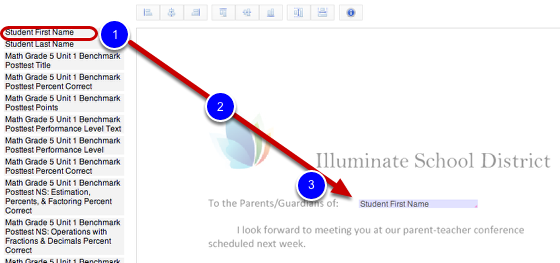 Student First Name
Student Last Name
Math Grade 5 Unit 1 Benchmark
Posttest Title
Math Grade 5 Unit 1 Benchmark
Posttest Percent Correct
Math Grade 5 Unit 1 Benchmark
Posttest Points
Math Grade 5 Unit 1 Benchmark
Posttest Performance Level Text
Math Grade 5 Unit 1 Benchmark
Posttest Performance Level
Math Grade 5 Unit 1 Benchmark
Posttest Percent Correct
Math Grade 5 Unit 1 Benchmark
Posttest NS: Estimation,
Percents, & Factoring Percent
Correct
Math Grade 5 Unit 1 Benchmark
Posttest NS: Operations with
Fractions & Decimals Percent
Correct
Math Grade 5 Unit 1 Benchmark
1
2
3
Illuminate School District
To the Parents/Guardians of: Student First Name
I look forward to meeting you at our parent-teacher conference
scheduled next week.